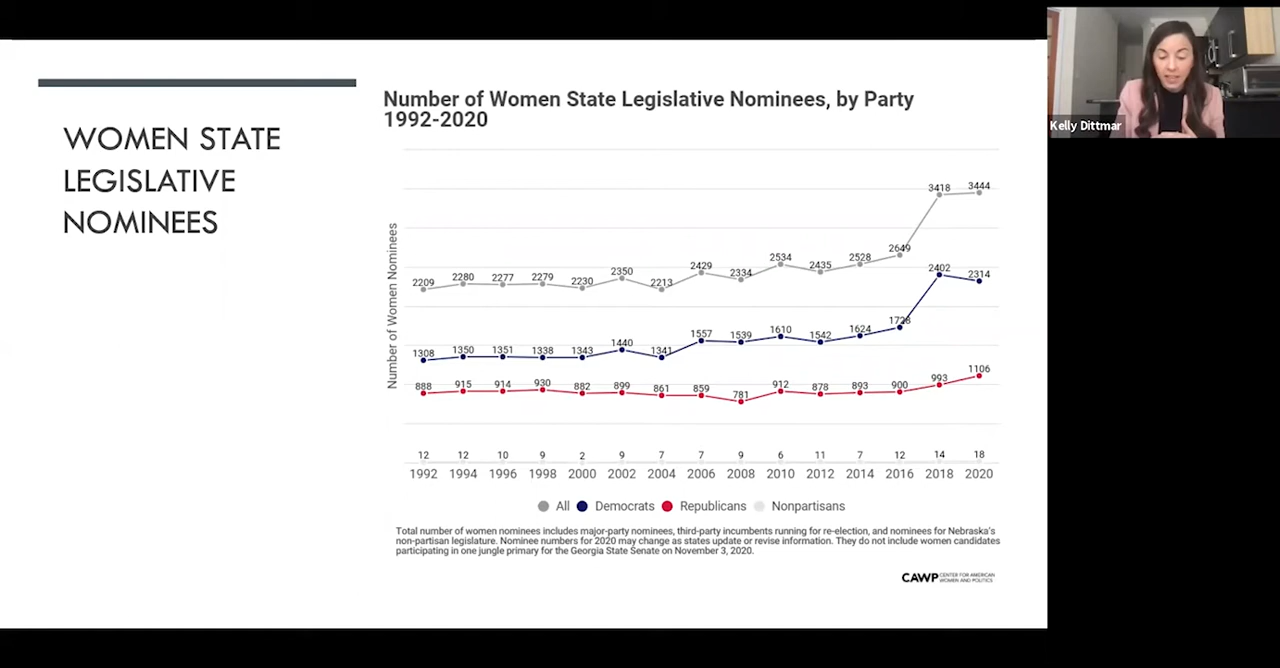 WOMEN STATE
LEGISLATIVE
NOMINEES
Number of Women State Legislative Nominees, by Party
1992-2020
Number of Women Nominees
2209 2280 2277 2279 2230 2350 2213 2429 2334 2534 2435 2528 2649 3418 3444
1308 1350 1351 1338 1343 1440 1341 1557 1539 1610 1542 1624 1728 2402 2314
888 915 914 930 882 899 861 859 781 912 878 893 900 993 1106
12 12 10 9 2 9 7 7 9 6 11 7 12 14 18
1992 1994 1996 1998 2000 2002 2004 2006 2008 2010 2012 2014 2016 2018 2020
All Democrats Republicans Nonpartisans
Total number of women nominees includes major-party nominees, third-party incumbents running for re-election, and nominees for Nebraska's
non-partisan legislature. Nominee numbers for 2020 may change as states update or revise information. They do not include women candidates
participating in one jungle primary for the Georgia State Senate on November 3, 2020.
CAWP CENTER FOR AMERICAN
WOMEN AND POLITICS
Kelly Dittmar